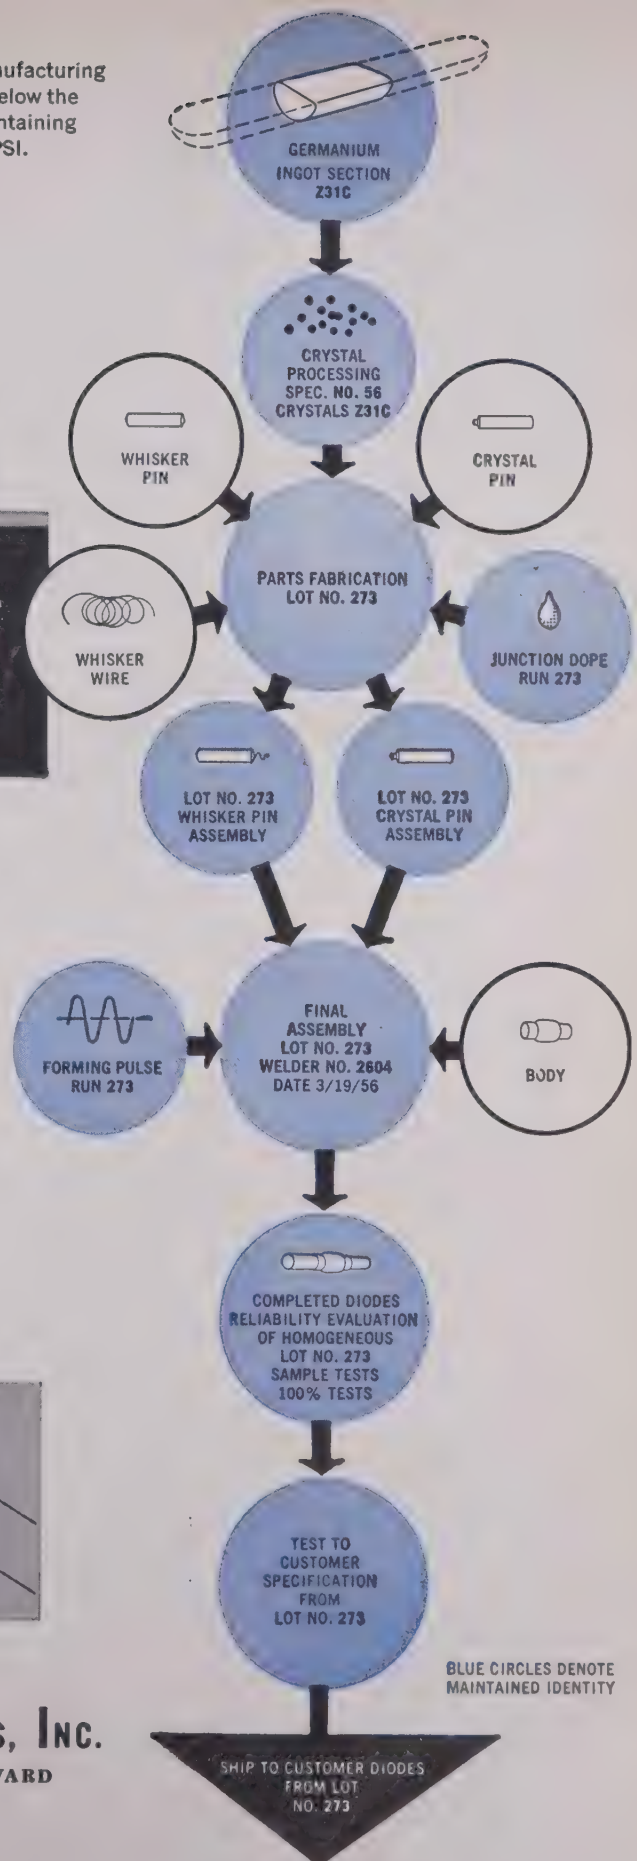 nufacturing
elow the
ntaining
PSI.
GERMANIUM
INGOT SECTION
Z31C
CRYSTAL
PROCESSING
SPEC. NO. 56
CRYSTALS Z31C
WHISKER
PIN
CRYSTAL
PIN
PARTS FABRICATION
LOT NO. 273
WHISKER
WIRE
JUNCTION DOPE
RUN 273
LOT NO. 273
WHISKER PIN
ASSEMBLY
LOT NO. 273
CRYSTAL PIN
ASSEMBLY
FORMING PULSE
RUN 273
FINAL
ASSEMBLY
LOT NO. 273
WELDER NO. 2604
DATE 3/19/56
BODY
COMPLETED DIODES
RELIABILITY EVALUATION
OF HOMOGENEOUS
LOT NO. 273
SAMPLE TESTS
100% TESTS
TEST TO
CUSTOMER
SPECIFICATION
FROM
LOT NO. 273
BLUE CIRCLES DENOTE
MAINTAINED IDENTITY
S, INC.
VARD
SHIP TO CUSTOMER DIODES
FROM LOT
NO. 273